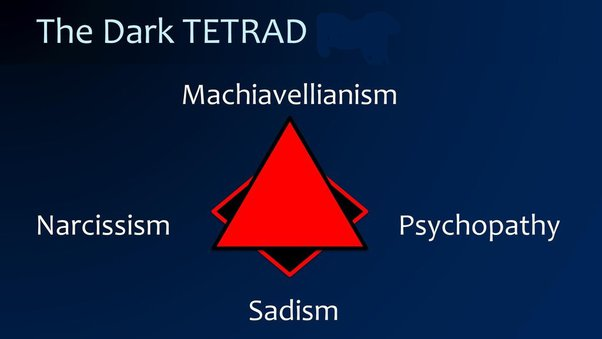 The Dark TETRAD
Machiavellianism
Narcissism
Psychopathy
Sadism